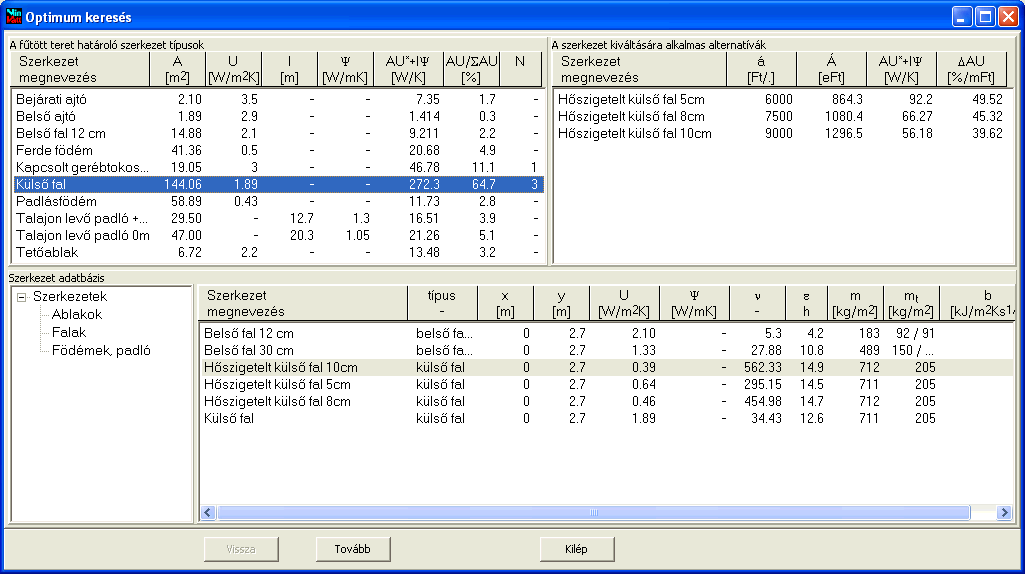 Optimum keresés
A fűtött teret határoló szerkezet típusok
Szerkezet megnevezés A [m2] U [W/m2K] l [m] Ψ [W/mK] AU*+lΨ [W/K] AU/ΣAU [%] N
Bejárati ajtó 2.10 3.5 - - 7.35 1.7 -
Belső ajtó 1.89 2.9 - - 1.414 0.3 -
Belső fal 12 cm 14.88 2.1 - - 9.211 2.2 -
Ferde födém 41.36 0.5 - - 20.68 4.9 -
Kapcsolt gerébtokos... 19.05 3 - - 46.78 11.1 1
Külső fal 144.06 1.89 - - 272.3 64.7 3
Padlásfödém 58.89 0.43 - - 11.73 2.8 -
Talajon levő padló +... 29.50 - 12.7 1.3 16.51 3.9 -
Talajon levő padló 0m 47.00 - 20.3 1.05 21.26 5.1 -
Tetőablak 6.72 2.2 - - 13.48 3.2 -
A szerkezet kiváltására alkalmas alternatívák
Szerkezet megnevezés á [Ft/.] Á [eFt] AU*+lΨ [W/K] ΔAU [%/mFt]
Hőszigetelt külső fal 5cm 6000 864.3 92.2 49.52
Hőszigetelt külső fal 8cm 7500 1080.4 66.27 45.32
Hőszigetelt külső fal 10cm 9000 1296.5 56.18 39.62
Szerkezet adatbázis
Szerkezetek
Ablakok
Falak
Födémek, padló
Szerkezet megnevezés típus - x [m] y [m] U [W/m2K] Ψ [W/mK] ν - ε h m [kg/m2] mt [kg/m2] b [kJ/m2Ks1/
Belső fal 12 cm belső fa... 0 2.7 2.10 - 5.3 4.2 183 92 / 91
Belső fal 30 cm belső fa... 0 2.7 1.33 - 27.88 10.8 489 150 / ...
Hőszigetelt külső fal 10cm külső fal 0 2.7 0.39 - 562.33 14.9 712 205
Hőszigetelt külső fal 5cm külső fal 0 2.7 0.64 - 295.15 14.5 711 205
Hőszigetelt külső fal 8cm külső fal 0 2.7 0.46 - 454.98 14.7 712 205
Külső fal külső fal 0 2.7 1.89 - 34.43 12.6 711 205
Vissza Tovább Kilép